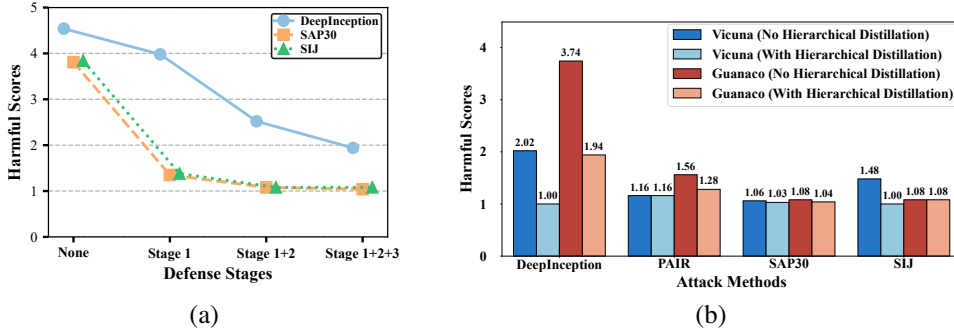 5
4
3
2
1
0
Harmful Scores
None
Stage 1
Stage 1+2
Stage 1+2+3
Defense Stages
DeepInception
SAP30
SIJ
(a)
4
3
2
1
0
Harmful Scores
Vicuna (No Hierarchical Distillation)
Vicuna (With Hierarchical Distillation)
Guanaco (No Hierarchical Distillation)
Guanaco (With Hierarchical Distillation)
2.02
1.00
3.74
1.94
1.16
1.16
1.56
1.28
1.06
1.03
1.08
1.04
1.48
1.00
1.08
1.08
DeepInception
PAIR
SAP30
SIJ
Attack Methods
(b)